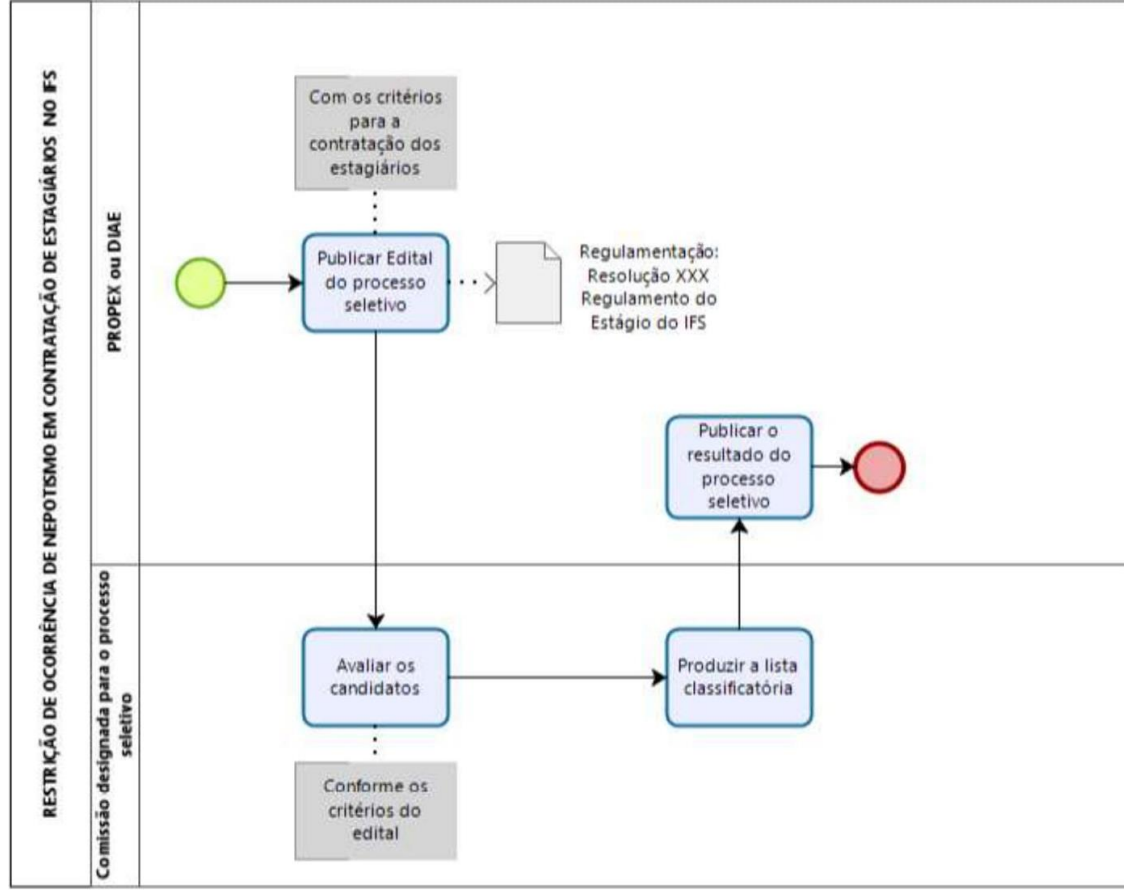 RESTRIÇÃO DE OCORRÊNCIA DE NEPOTISMO EM CONTRATAÇÃO DE ESTAGIÁRIOS NO IFS
PROPEX ou DIAE
Com os critérios
para a
contratação dos
estagiários
Publicar Edital
do processo
seletivo
Regulamentação:
Resolução XXX
Regulamento do
Estágio do IFS
Publicar o
resultado do
processo
seletivo
Comissão designada para o processo
seletivo
Avaliar os
candidatos
Produzir a lista
classificatória
Conforme os
critérios do
edital